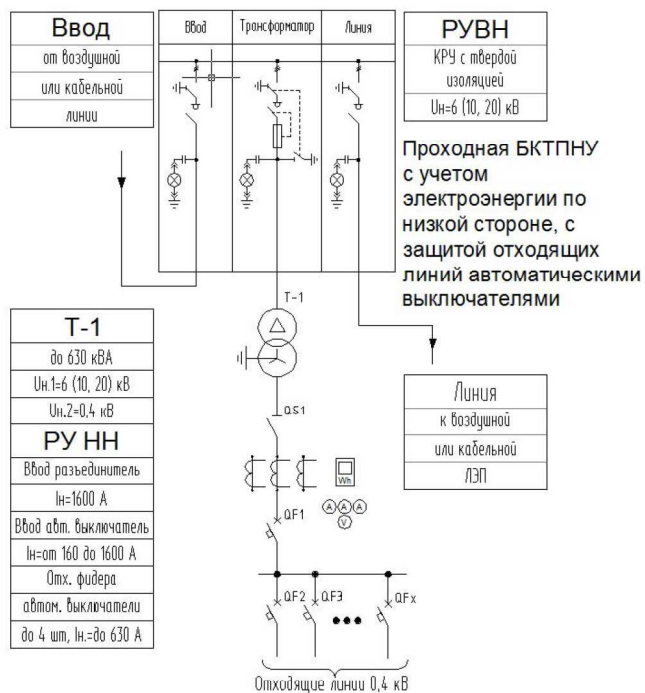 Ввод
от воздушной
или кабельной
линии
Ввод
Трансформатор
Линия
РУВН
КРУ с твердой
изоляцией
Uн=6 (10, 20) кВ
Проходная БКТПНУ
с учетом
электроэнергии по
низкой стороне, с
защитой отходящих
линий автоматическими
выключателями
Т-1
до 630 кВА
Uн.1=6 (10, 20) кВ
Uн.2=0,4 кВ
РУ НН
Ввод разъединитель
Iн=1600 А
Ввод авт. выключатель
Iн=от 160 до 1600 А
Отх. фидера
автом. выключатели
до 4 шт, Iн.=до 630 А
Т-1
QS1
Wh
A A A
V
QF1
QF2
QF3
QFx
Отходящие линии 0,4 кВ
Линия
к воздушной
или кабельной
ЛЭП